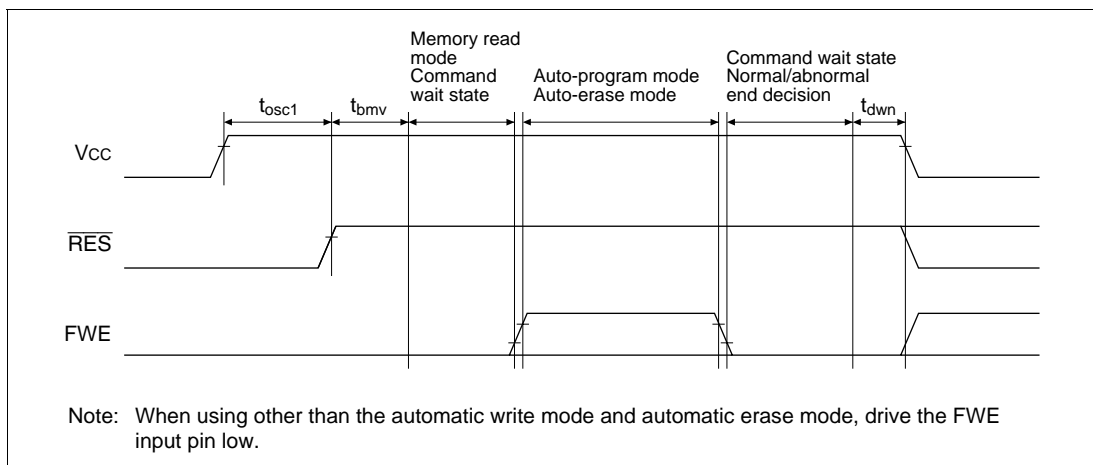 Memory read
mode
Command
wait state
Auto-program mode
Auto-erase mode
Command wait state
Normal/abnormal
end decision
tosc1
tbmv
tdwn
VCC
RES
FWE
Note: When using other than the automatic write mode and automatic erase mode, drive the FWE
input pin low.